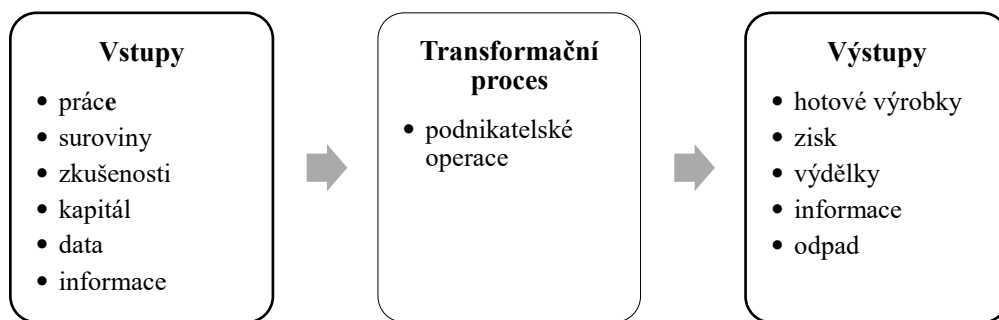 Vstupy
• práce
• suroviny
• zkušenosti
• kapitál
• data
• informace
Transformační
proces
• podnikatelské
operace
Výstupy
• hotové výrobky
• zisk
• výdělky
• informace
• odpad